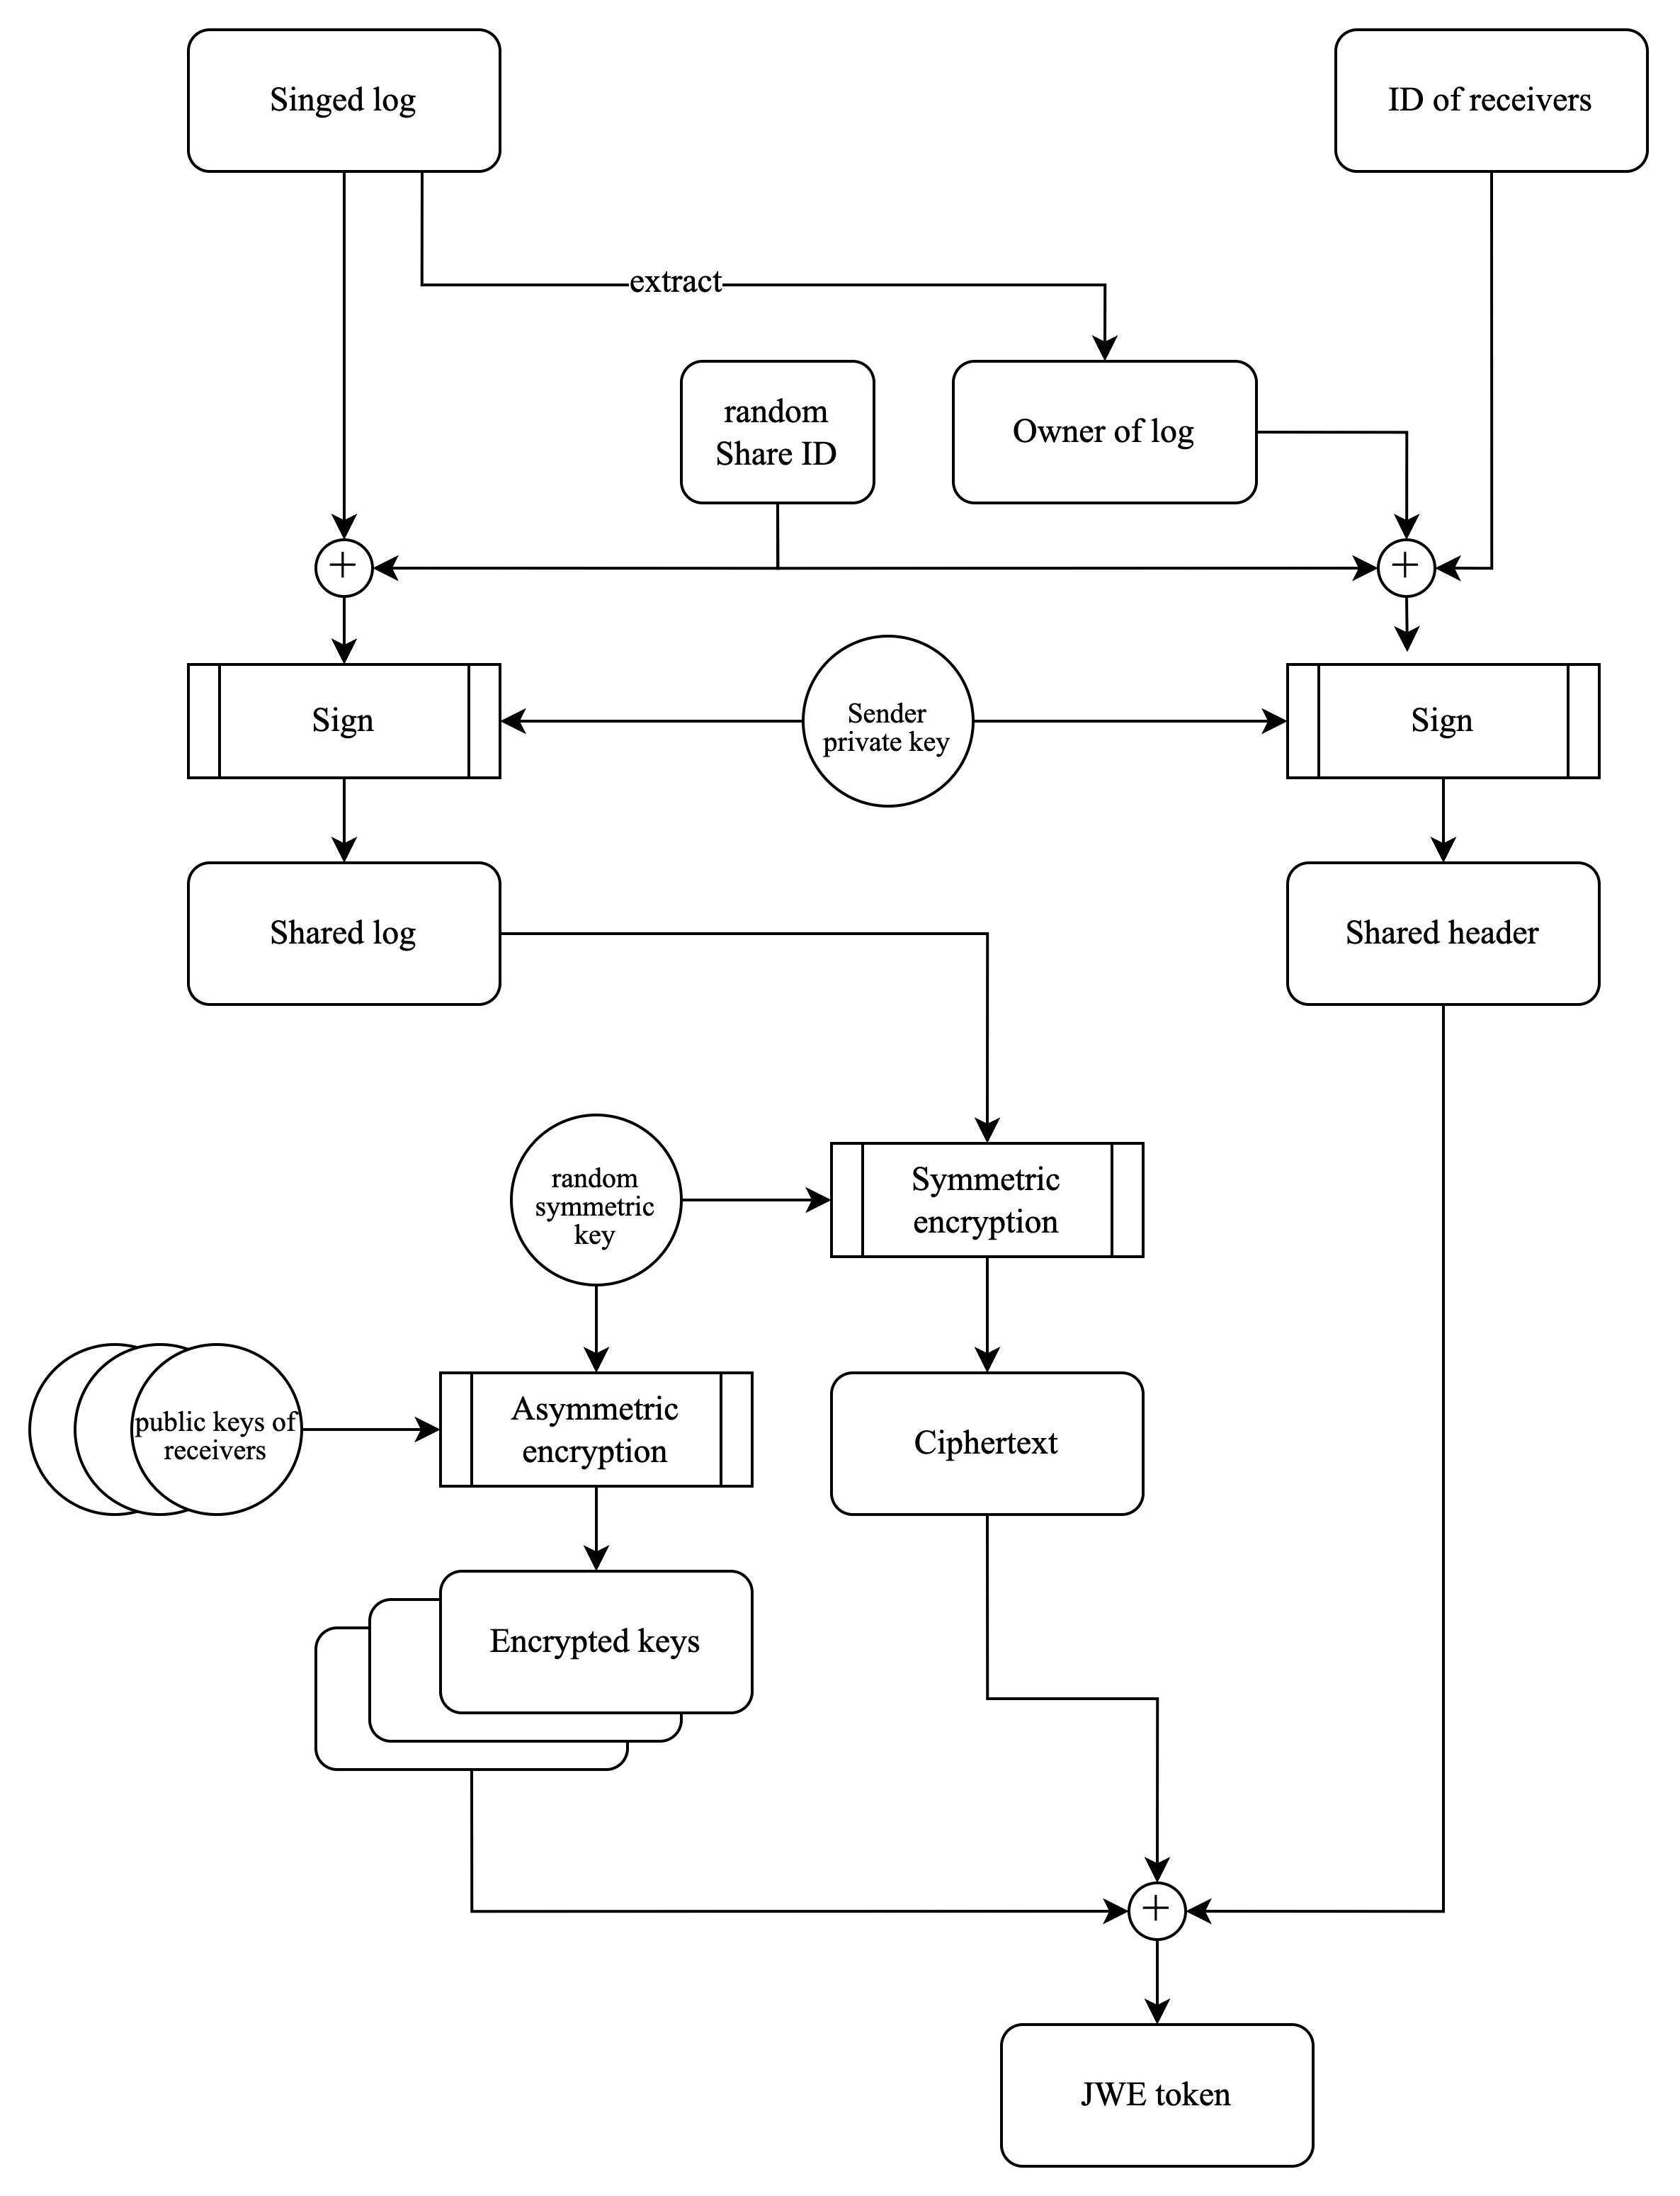 Singed log
ID of receivers
extract
random
Share ID
Owner of log
+
+
Sign
Sender
private key
Sign
Shared log
Shared header
random
symmetric
key
Symmetric
encryption
public keys of
receivers
Asymmetric
encryption
Ciphertext
Encrypted keys
+
JWE token